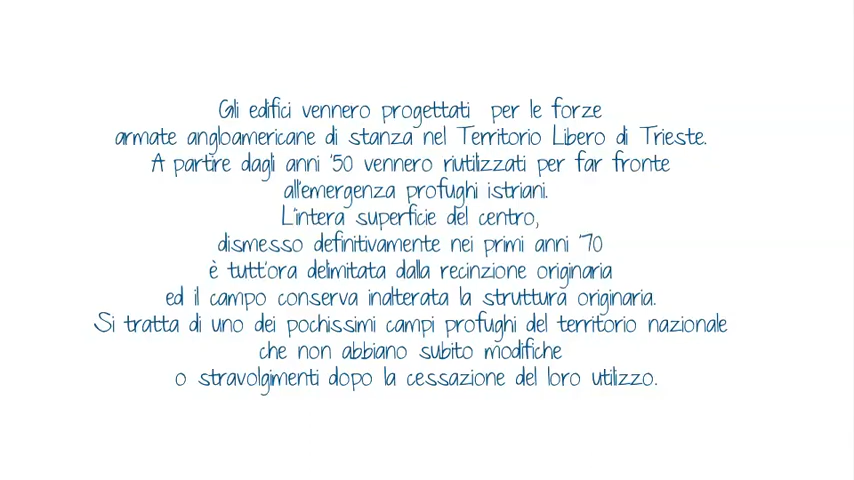 Gli edifici vennero progettati per le forze
armate angloamericane di stanza nel Territorio Libero di Trieste.
A partire dagli anni '50 vennero riutilizzati per far fronte
all'emergenza profughi istriani.
L'intera superficie del centro,
dismesso definitivamente nei primi anni '70
è tutt'ora delimitata dalla recinzione originaria
ed il campo conserva inalterata la struttura originaria.
Si tratta di uno dei pochissimi campi profughi del territorio nazionale
che non abbiano subito modifiche
o stravolgimenti dopo la cessazione del loro utilizzo.